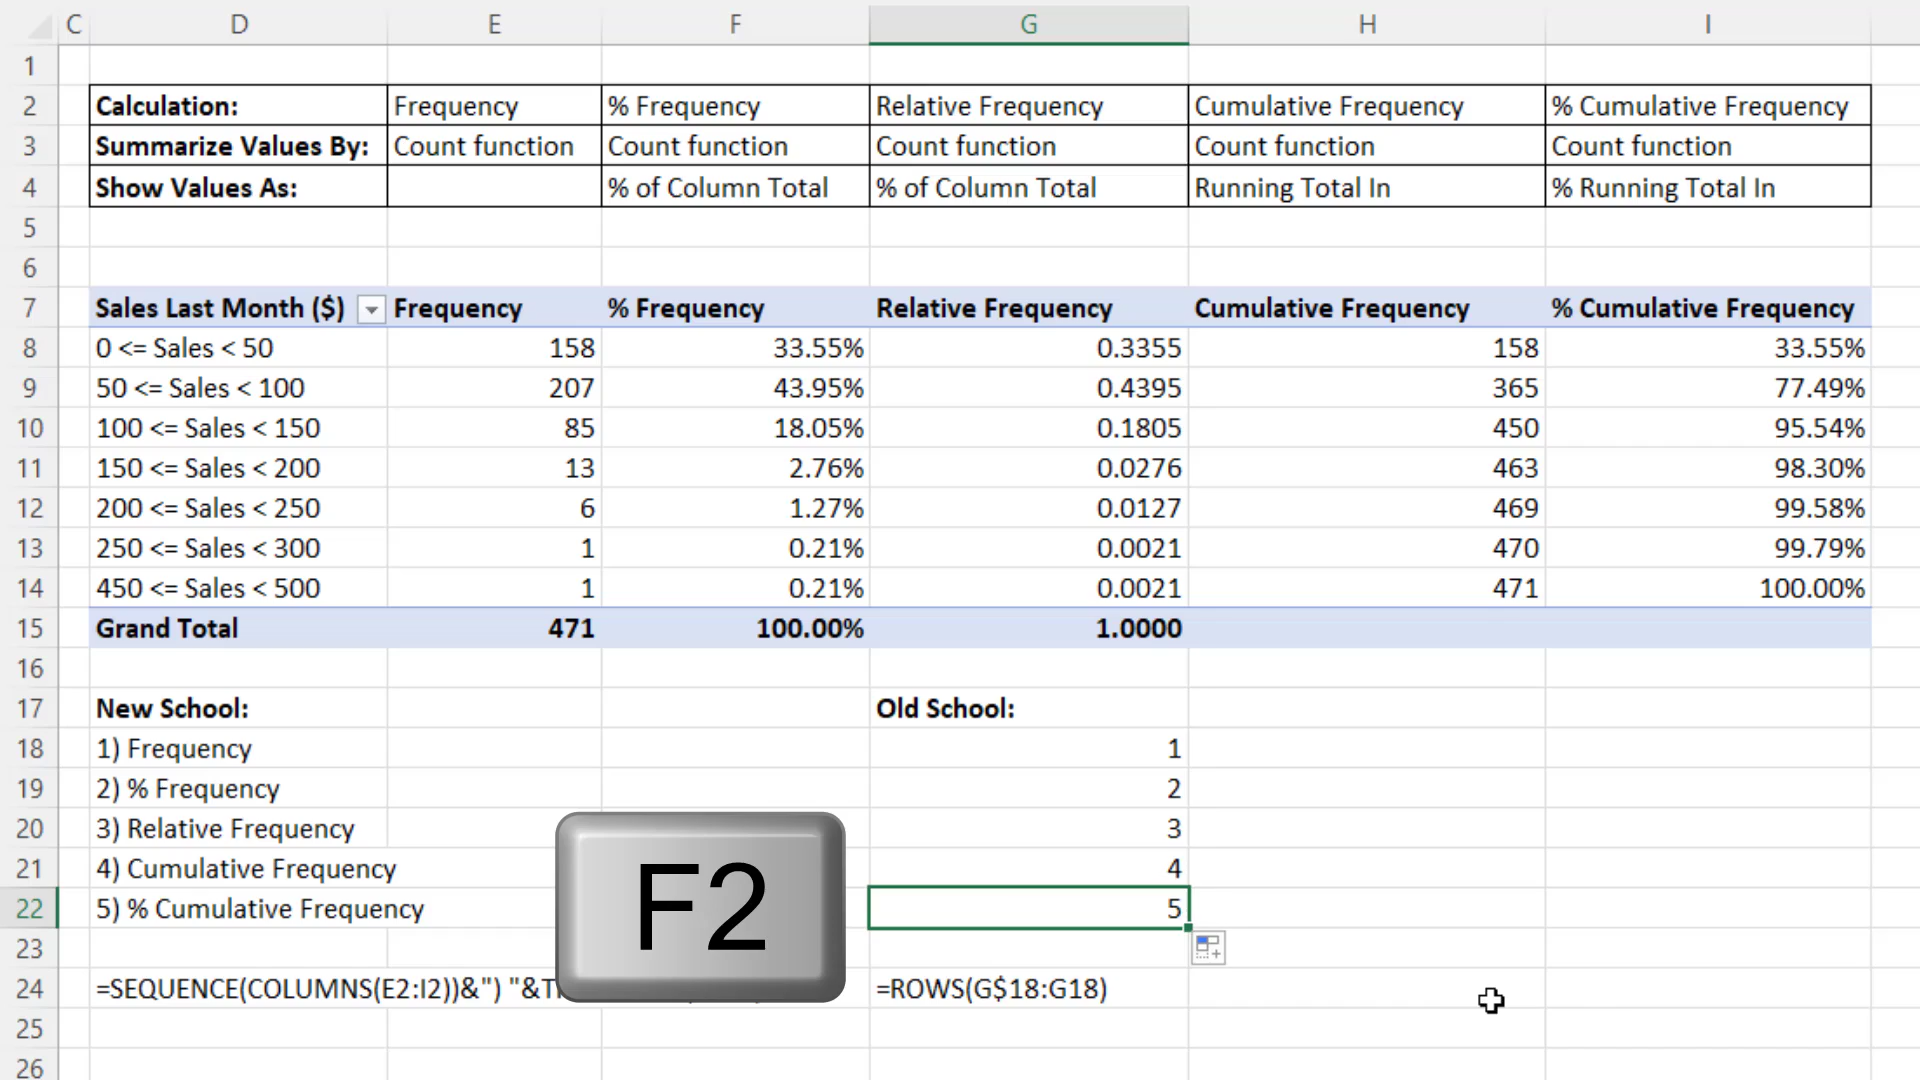 C D E F G H I
1
2 Calculation: Frequency % Frequency Relative Frequency Cumulative Frequency % Cumulative Frequency
3 Summarize Values By: Count function Count function Count function Count function Count function
4 Show Values As: % of Column Total % of Column Total Running Total In % Running Total In
5
6
7 Sales Last Month ($) Frequency % Frequency Relative Frequency Cumulative Frequency % Cumulative Frequency
8 0 <= Sales < 50 158 33.55% 0.3355 158 33.55%
9 50 <= Sales < 100 207 43.95% 0.4395 365 77.49%
10 100 <= Sales < 150 85 18.05% 0.1805 450 95.54%
11 150 <= Sales < 200 13 2.76% 0.0276 463 98.30%
12 200 <= Sales < 250 6 1.27% 0.0127 469 99.58%
13 250 <= Sales < 300 1 0.21% 0.0021 470 99.79%
14 450 <= Sales < 500 1 0.21% 0.0021 471 100.00%
15 Grand Total 471 100.00% 1.0000
16
17 New School: Old School:
18 1) Frequency 1
19 2) % Frequency 2
20 3) Relative Frequency 3
21 4) Cumulative Frequency 4
22 5) % Cumulative Frequency F2 5
23
24 =SEQUENCE(COLUMNS(E2:I2))&") "& =ROWS(G$18:G18)
25
26